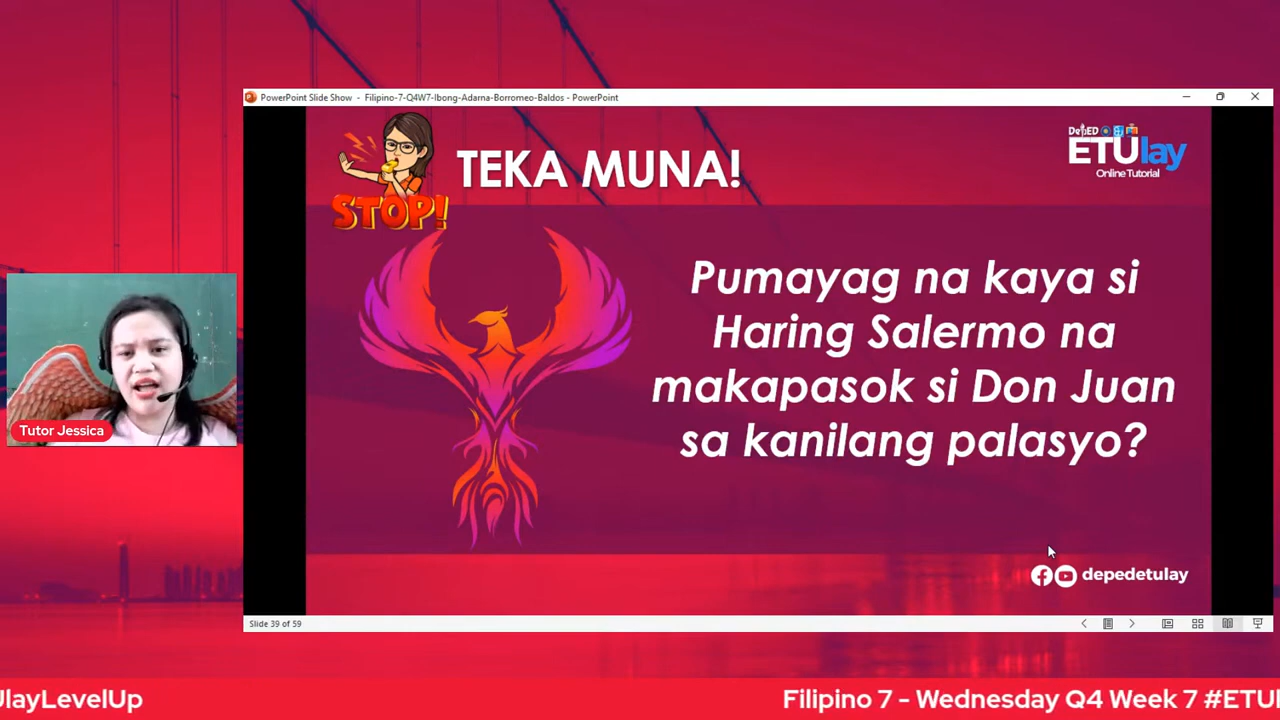 PowerPoint Slide Show - Filipino-7-Q4W7-Ibong-Adarna-Borromeo-Baldos - PowerPoint
STOP!
TEKA MUNA!
DepED
ETUlay
Online Tutorial
Pumayag na kaya si
Haring Salermo na
makapasok si Don Juan
sa kanilang palasyo?
Tutor Jessica
depedetulay
Slide 39 of 59
UlayLevelUp
Filipino 7 - Wednesday Q4 Week 7 #ETU